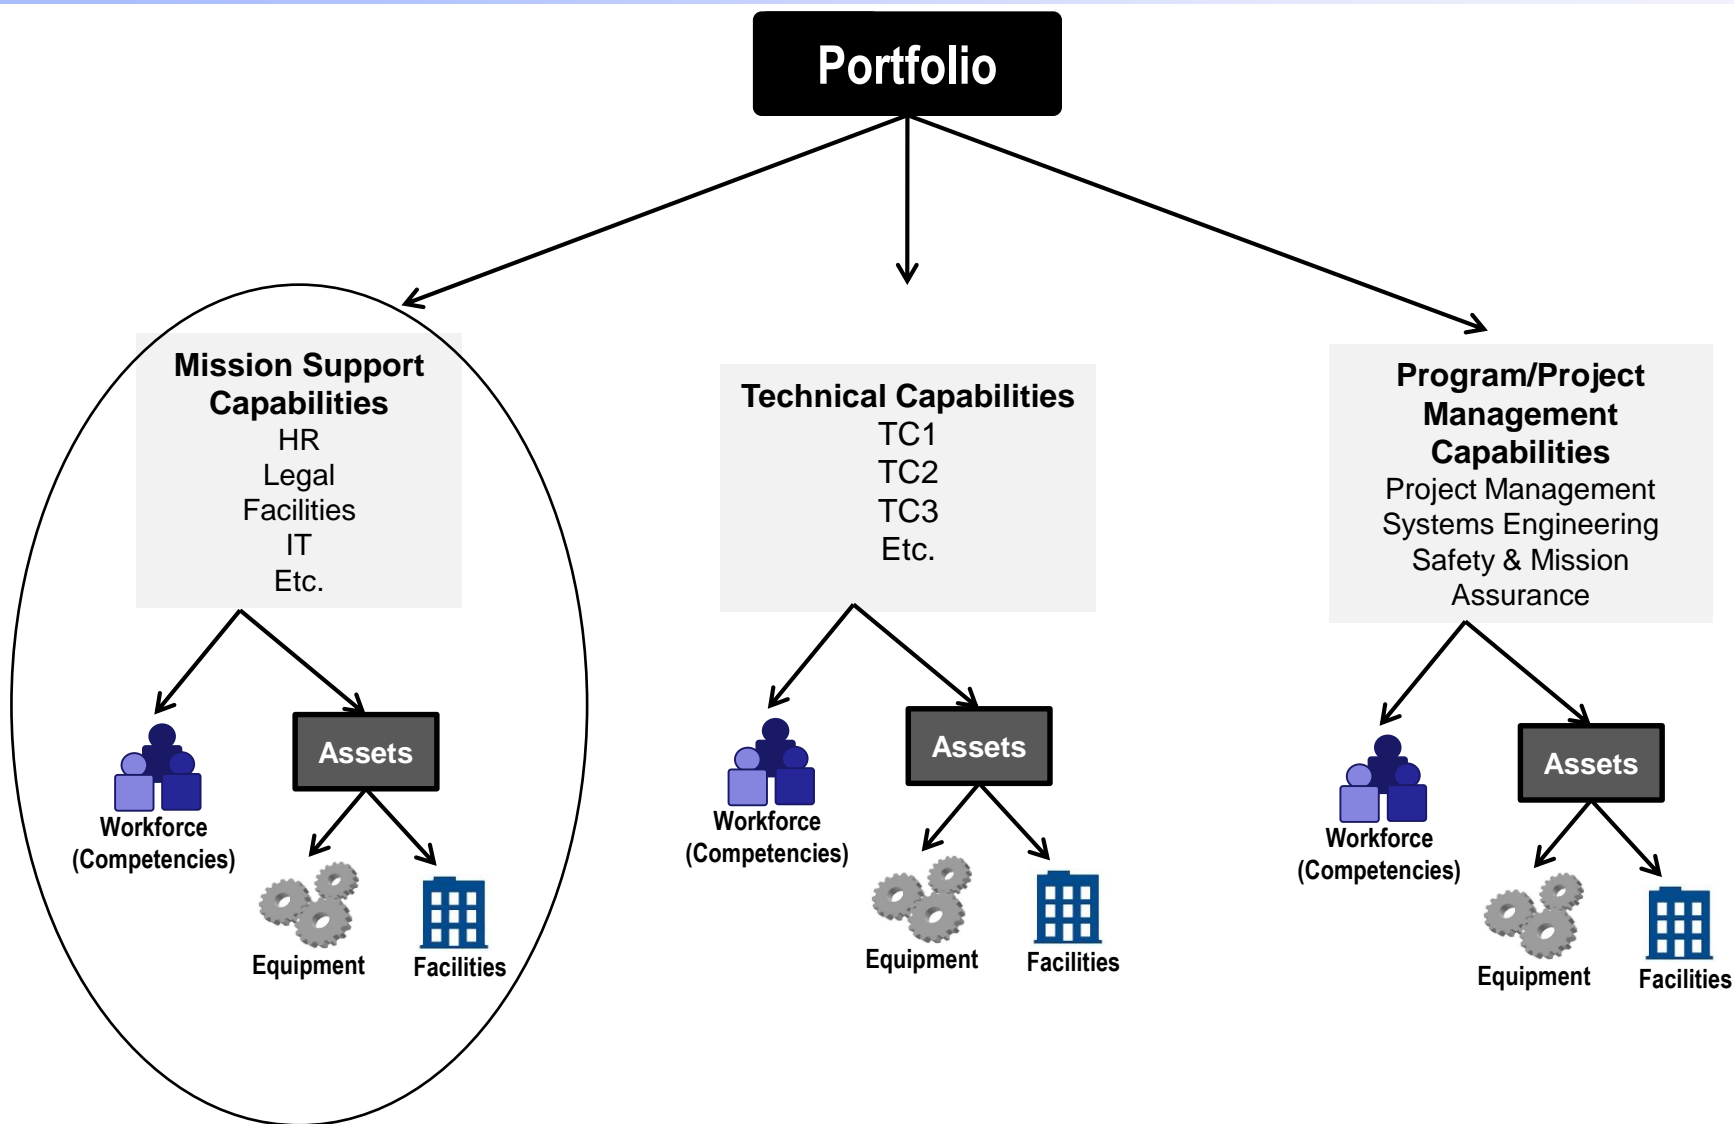 Portfolio
Mission Support
Capabilities
HR
Legal
Facilities
IT
Etc.
Technical Capabilities
TC1
TC2
TC3
Etc.
Program/Project
Management
Capabilities
Project Management
Systems Engineering
Safety & Mission
Assurance
Assets
Workforce
(Competencies)
Equipment
Facilities
Assets
Workforce
(Competencies)
Equipment
Facilities
Assets
Workforce
(Competencies)
Equipment
Facilities